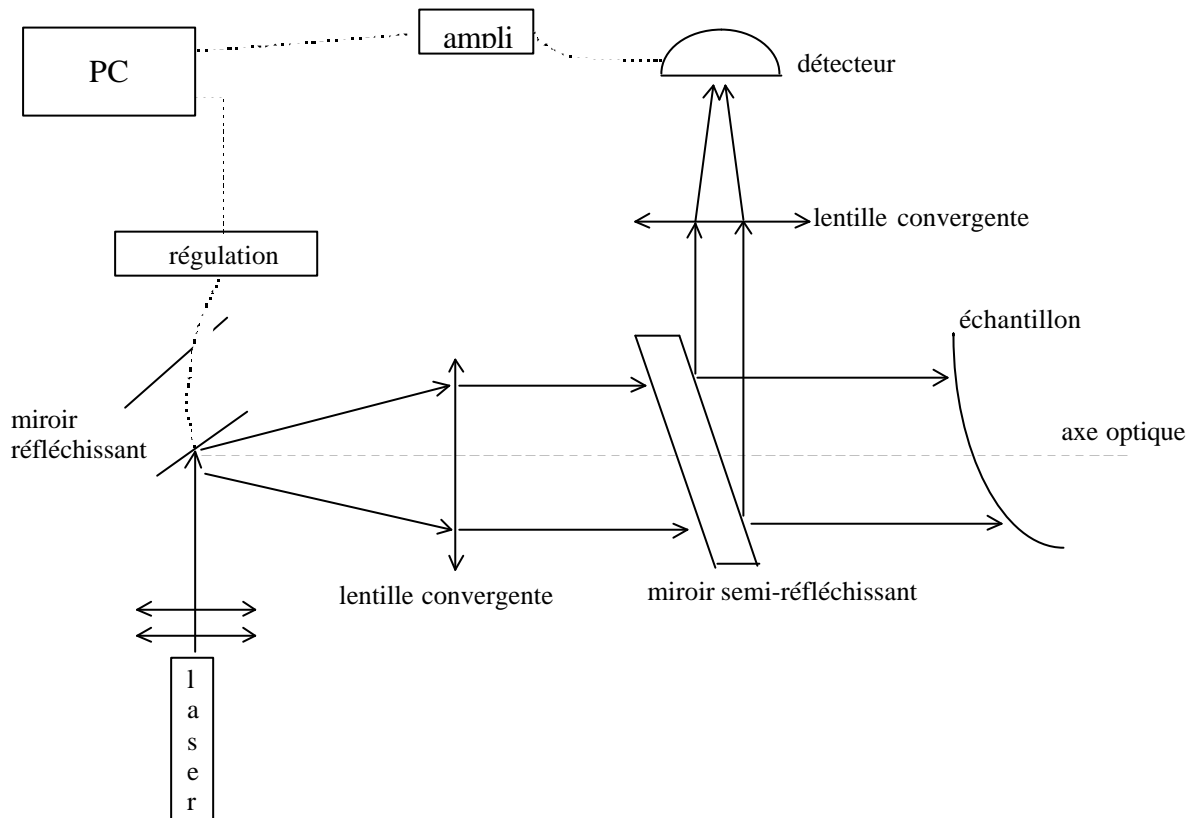 ampli
PC
détecteur
lentille convergente
régulation
échantillon
miroir
réfléchissant
axe optique
lentille convergente
miroir semi-réfléchissant
l
a
s
e
r